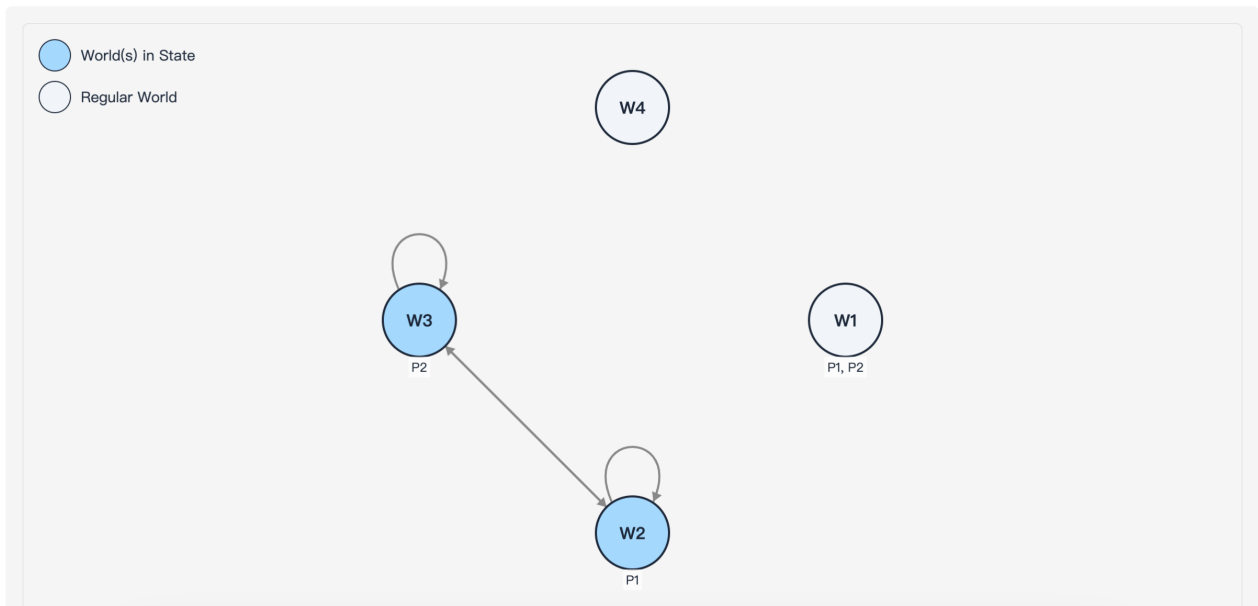 World(s) in State
Regular World
W4
W3
P2
W1
P1, P2
W2
P1